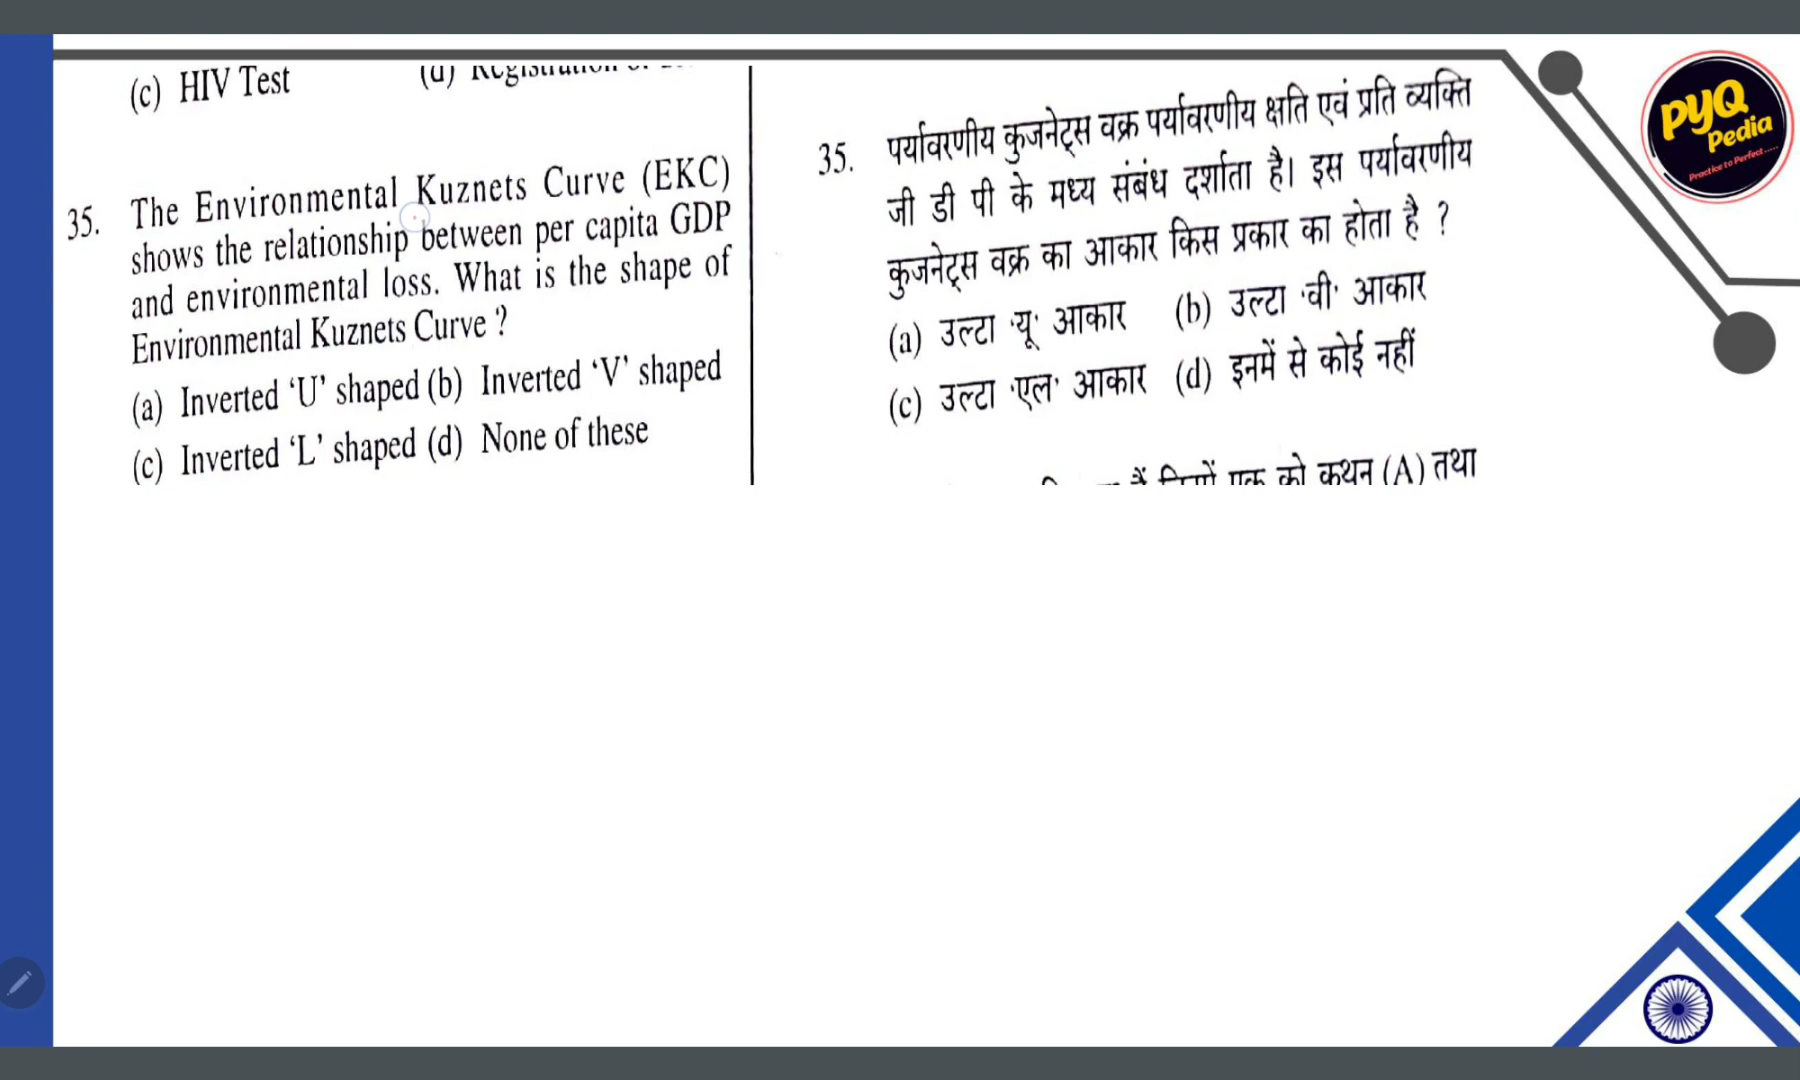 (c) HIV Test
(d)
35. The Environmental Kuznets Curve (EKC)
shows the relationship between per capita GDP
and environmental loss. What is the shape of
Environmental Kuznets Curve ?
(a) Inverted ‘U’ shaped (b) Inverted ‘V’ shaped
(c) Inverted ‘L’ shaped (d) None of these
35. पर्यावरणीय कुजनेट्स वक्र पर्यावरणीय क्षति एवं प्रति व्यक्ति
जी डी पी के मध्य संबंध दर्शाता है। इस पर्यावरणीय
कुजनेट्स वक्र का आकार किस प्रकार का होता है ?
(a) उल्टा ‘यू’ आकार (b) उल्टा ‘वी’ आकार
(c) उल्टा ‘एल’ आकार (d) इनमें से कोई नहीं
को कथन (A) तथा
PYQ
Pedia
Practice to Perfect.....